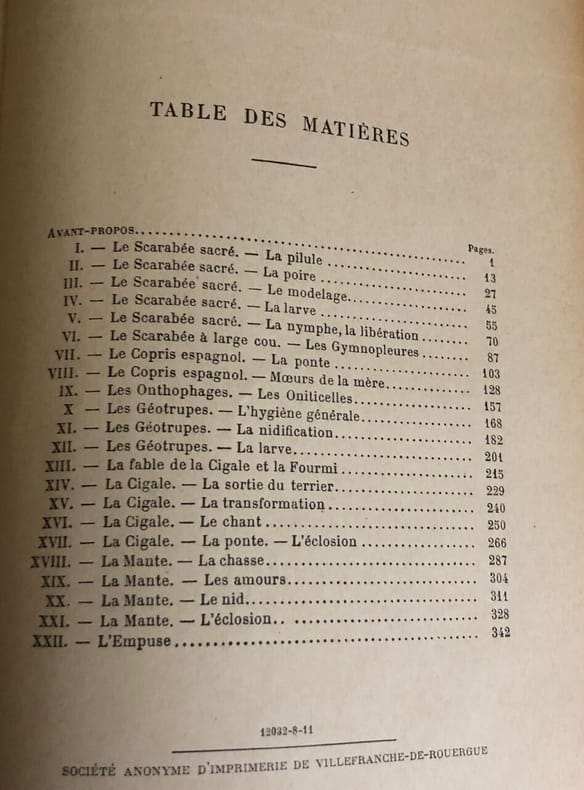 TABLE DES MATIÈRES
Pages.
AVANT-PROPOS........ 1
I. — Le Scarabée sacré. — La pilule ........ 13
II. — Le Scarabée sacré. — La poire ........ 27
III. — Le Scarabée sacré. — Le modelage........ 45
IV. — Le Scarabée sacré. — La larve ........ 55
V. — Le Scarabée sacré. — La nymphe, la libération ........ 70
VI. — Le Scarabée à large cou. — Les Gymnopleures ........ 87
VII. — Le Copris espagnol. — La ponte ........ 103
VIII. — Le Copris espagnol. — Mœurs de la mère........ 128
IX. — Les Onthophages. — Les Oniticelles........ 157
X — Les Géotrupes. — L'hygiène générale........ 168
XI. — Les Géotrupes. — La nidification........ 182
XII. — Les Géotrupes. — La larve........ 201
XIII. — La fable de la Cigale et la Fourmi ........ 215
XIV. — La Cigale. — La sortie du terrier........ 229
XV. — La Cigale. — La transformation........ 240
XVI. — La Cigale. — Le chant ........ 250
XVII. — La Cigale. — La ponte. — L'éclosion ........ 266
XVIII. — La Mante. — La chasse........ 287
XIX. — La Mante. — Les amours........ 304
XX. — La Mante. — Le nid........ 311
XXI. — La Mante. — L'éclosion.. ........ 328
XXII. — L'Empuse........ 342
12032-8-11
SOCIÉTÉ ANONYME D'IMPRIMERIE DE VILLEFRANCHE-DE-ROUERGUE